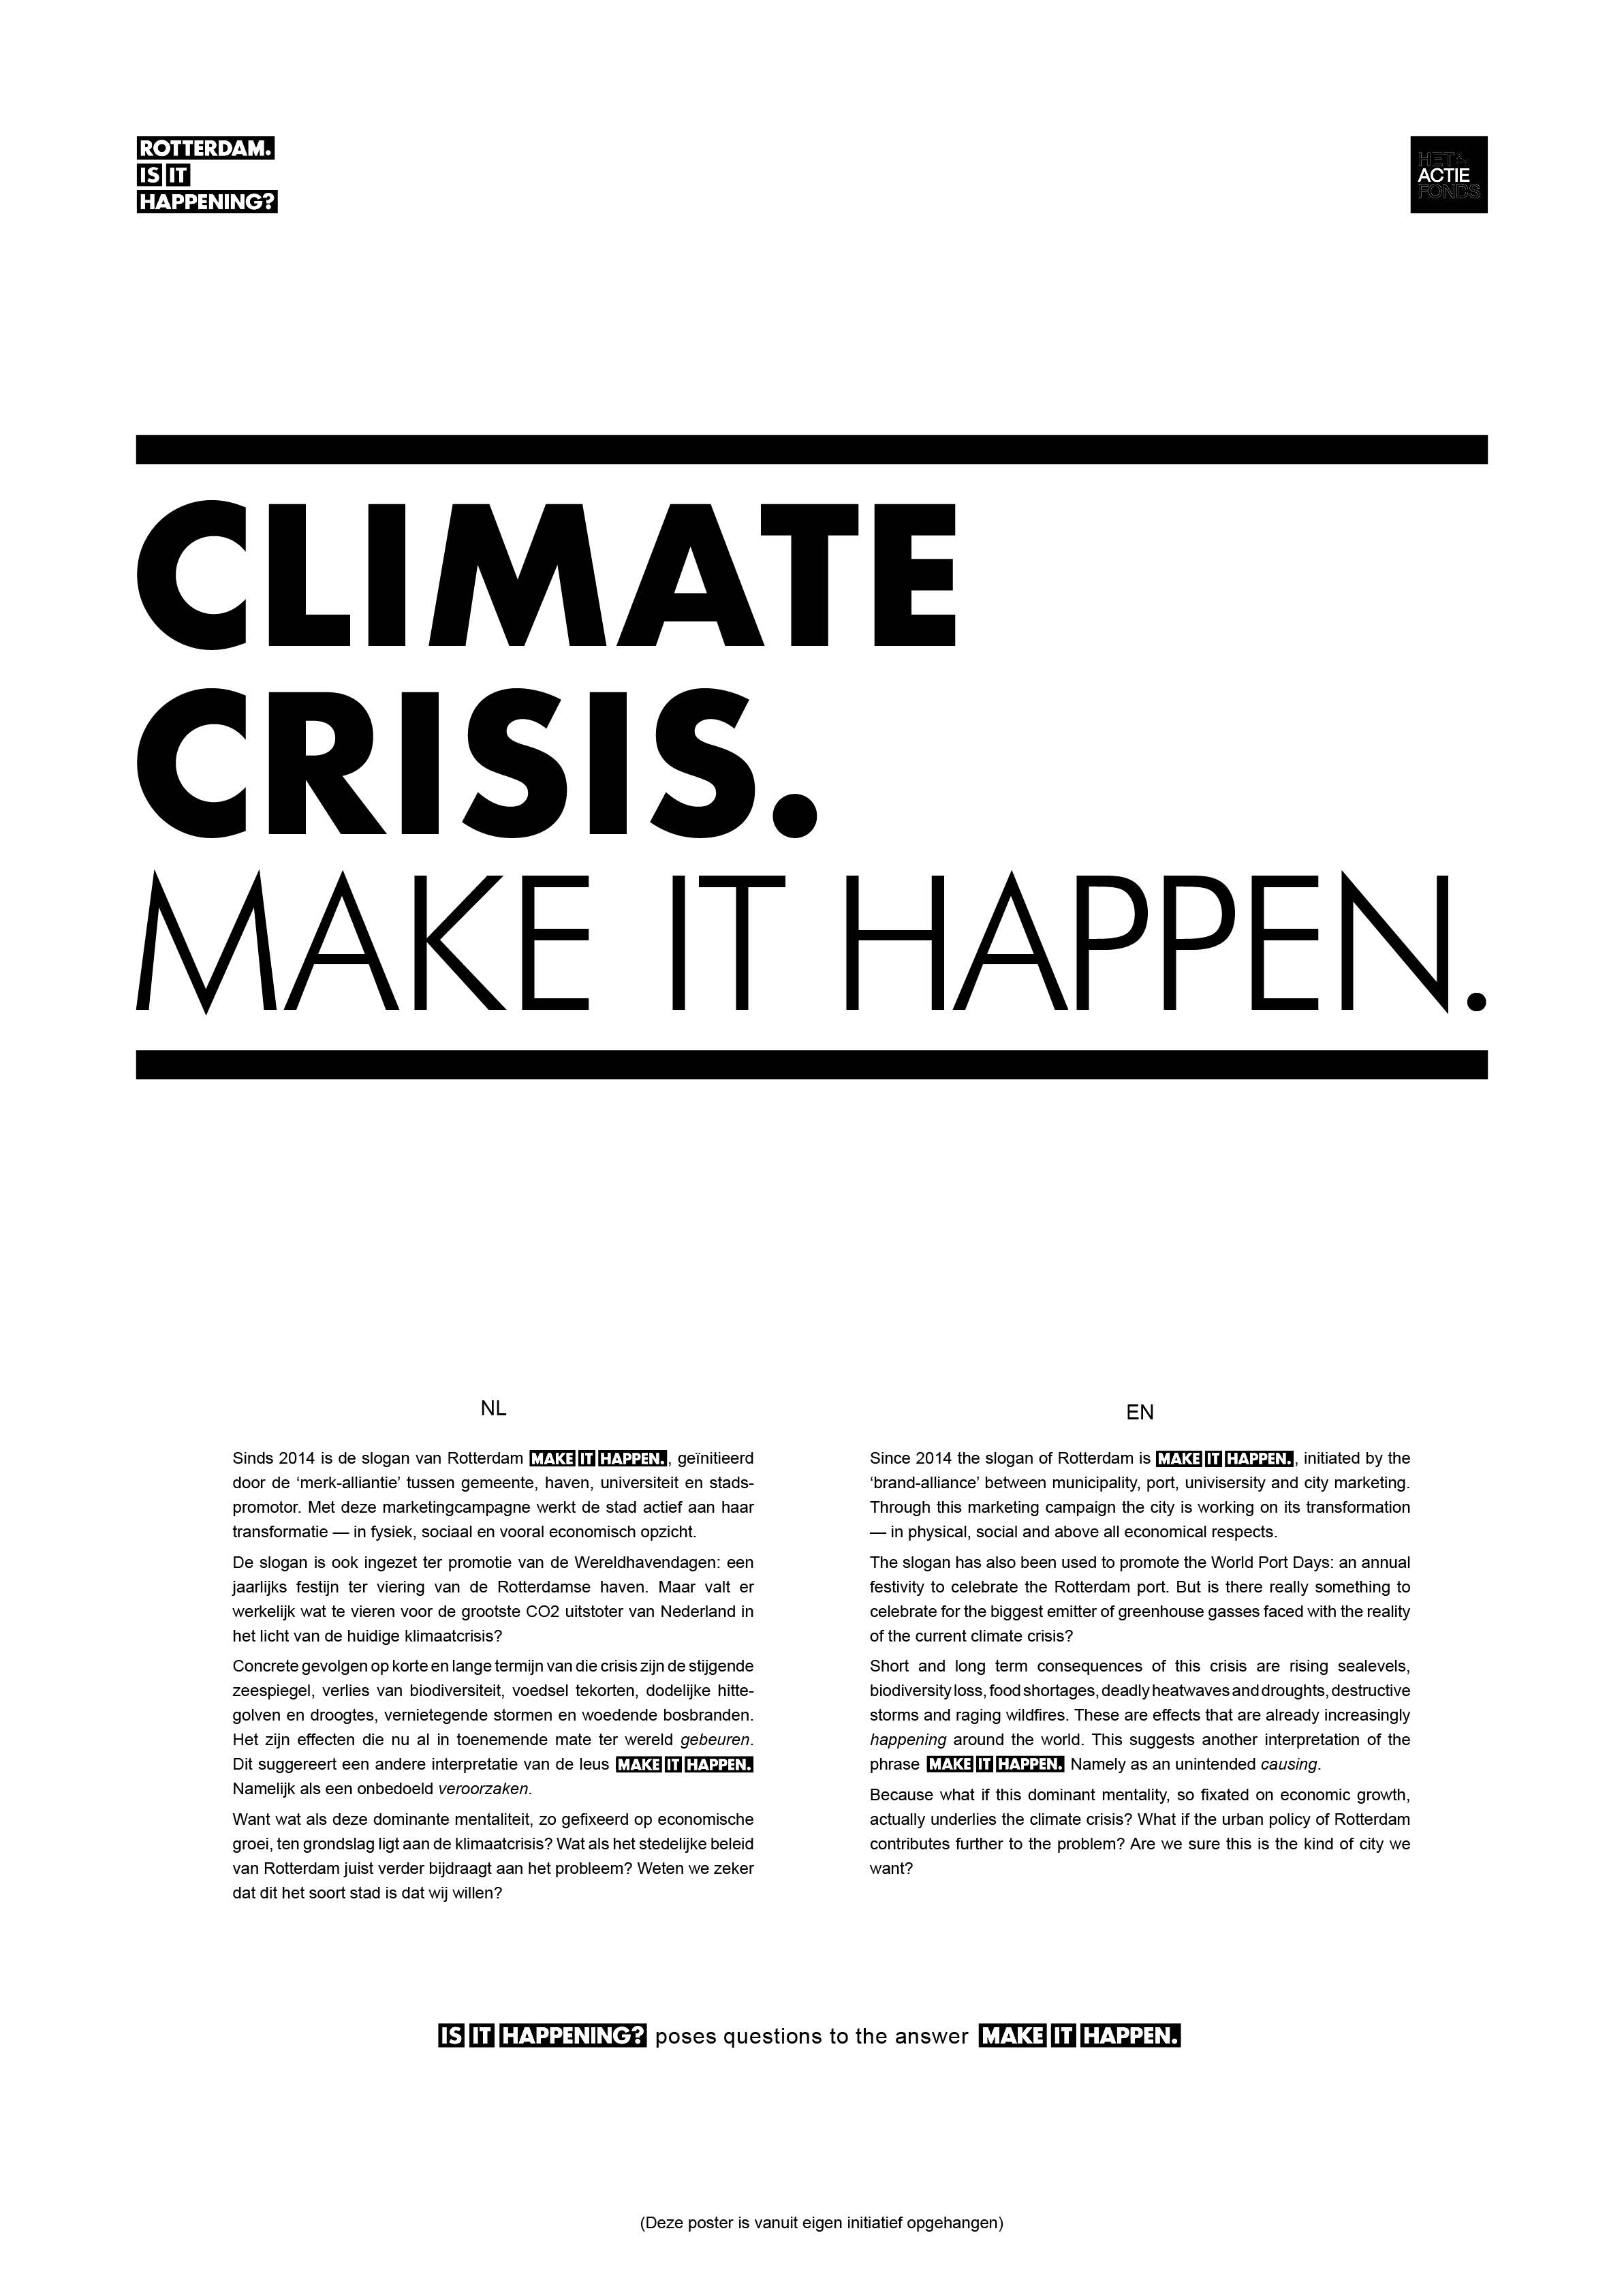 ROTTERDAM.
IS IT
HAPPENING?
HET
ACTIE
FONDS
CLIMATE
CRISIS.
MAKE IT HAPPEN.
NL
Sinds 2014 is de slogan van Rotterdam MAKE IT HAPPEN., geïnitieerd
door de ‘merk-alliantie’ tussen gemeente, haven, universiteit en stads-
promotor. Met deze marketingcampagne werkt de stad actief aan haar
transformatie — in fysiek, sociaal en vooral economisch opzicht.
De slogan is ook ingezet ter promotie van de Wereldhavendagen: een
jaarlijks festijn ter viering van de Rotterdamse haven. Maar valt er
werkelijk wat te vieren voor de grootste CO2 uitstoter van Nederland in
het licht van de huidige klimaatcrisis?
Concrete gevolgen op korte en lange termijn van die crisis zijn de stijgende
zeespiegel, verlies van biodiversiteit, voedsel tekorten, dodelijke hitte-
golven en droogtes, vernietegende stormen en woedende bosbranden.
Het zijn effecten die nu al in toenemende mate ter wereld gebeuren.
Dit suggereert een andere interpretatie van de leus MAKE IT HAPPEN.
Namelijk als een onbedoeld veroorzaken.
Want wat als deze dominante mentaliteit, zo gefixeerd op economische
groei, ten grondslag ligt aan de klimaatcrisis? Wat als het stedelijke beleid
van Rotterdam juist verder bijdraagt aan het probleem? Weten we zeker
dat dit het soort stad is dat wij willen?
EN
Since 2014 the slogan of Rotterdam is MAKE IT HAPPEN., initiated by the
‘brand-alliance’ between municipality, port, univisersity and city marketing.
Through this marketing campaign the city is working on its transformation
— in physical, social and above all economical respects.
The slogan has also been used to promote the World Port Days: an annual
festivity to celebrate the Rotterdam port. But is there really something to
celebrate for the biggest emitter of greenhouse gasses faced with the reality
of the current climate crisis?
Short and long term consequences of this crisis are rising sealevels,
biodiversity loss, food shortages, deadly heatwaves and droughts, destructive
storms and raging wildfires. These are effects that are already increasingly
happening around the world. This suggests another interpretation of the
phrase MAKE IT HAPPEN. Namely as an unintended causing.
Because what if this dominant mentality, so fixated on economic growth,
actually underlies the climate crisis? What if the urban policy of Rotterdam
contributes further to the problem? Are we sure this is the kind of city we
want?
IS IT HAPPENING? poses questions to the answer MAKE IT HAPPEN.
(Deze poster is vanuit eigen initiatief opgehangen)